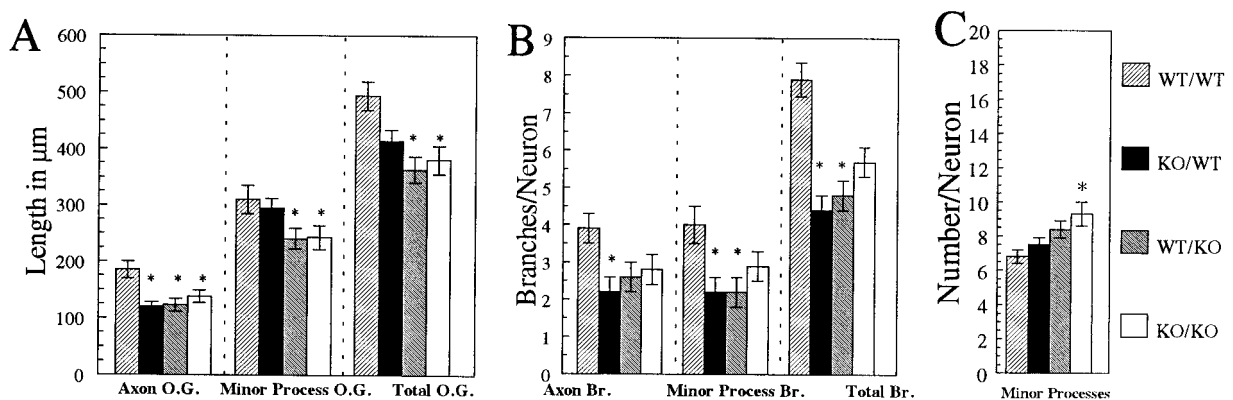 A
Length in μm
600
500
400
300
200
100
0
* * *
* *
* *
Axon O.G. Minor Process O.G. Total O.G.
B
Branches/Neuron
9
8
7
6
5
4
3
2
1
0
*
* *
* *
Axon Br. Minor Process Br. Total Br.
C
Number/Neuron
20
18
16
14
12
10
8
6
4
2
0
*
Minor Processes
WT/WT
KO/WT
WT/KO
KO/KO